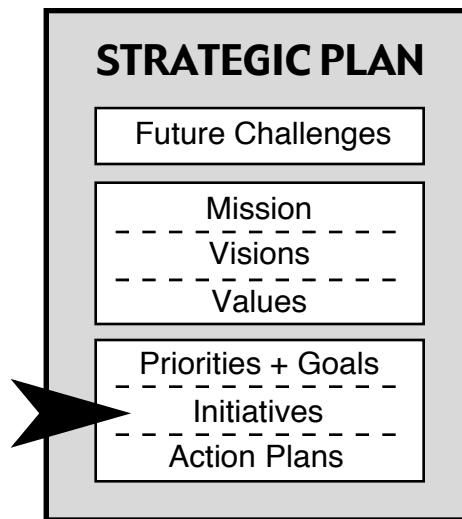 STRATEGIC PLAN
Future Challenges
Mission
Visions
Values
Priorities + Goals
Initiatives
Action Plans